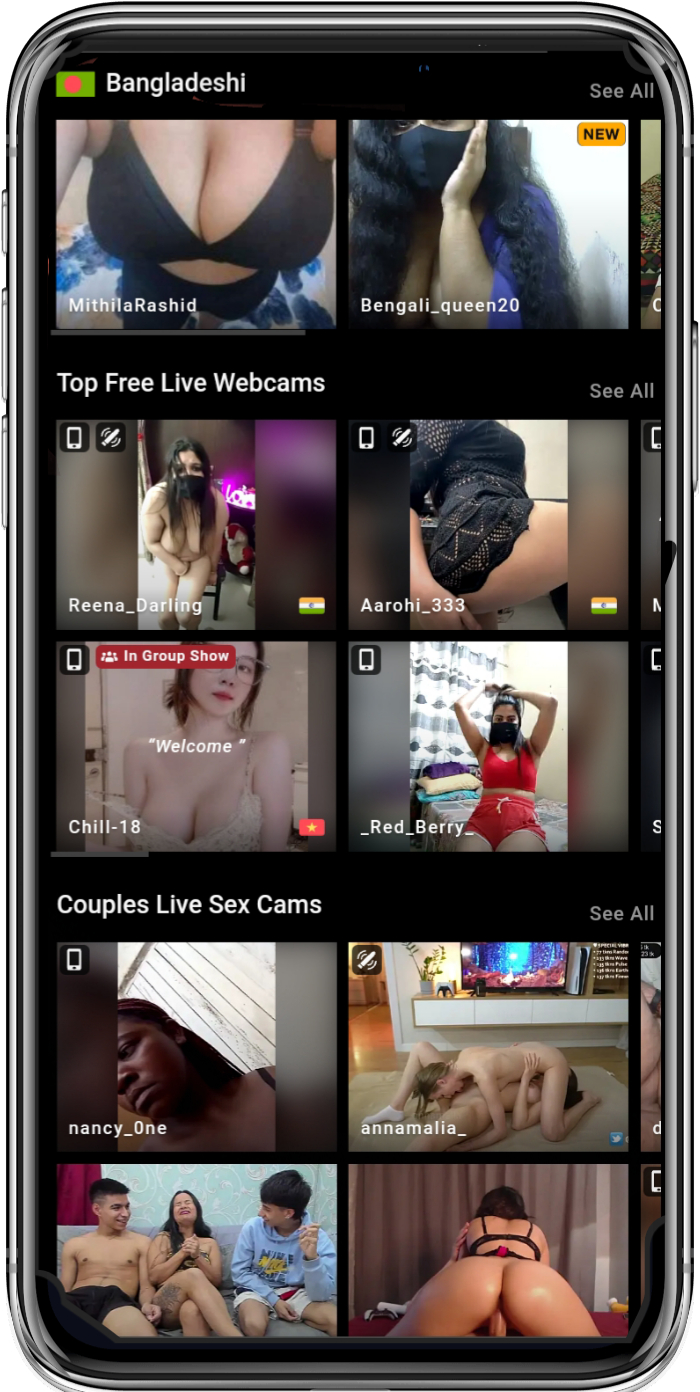 Bangladeshi
See All
NEW
MithilaRashid
Bengali_queen20
Top Free Live Webcams
See All
Reena_Darling
Aarohi_333
In Group Show
“Welcome ”
Chill-18
_Red_Berry_
Couples Live Sex Cams
See All
nancy_0ne
annamalia_